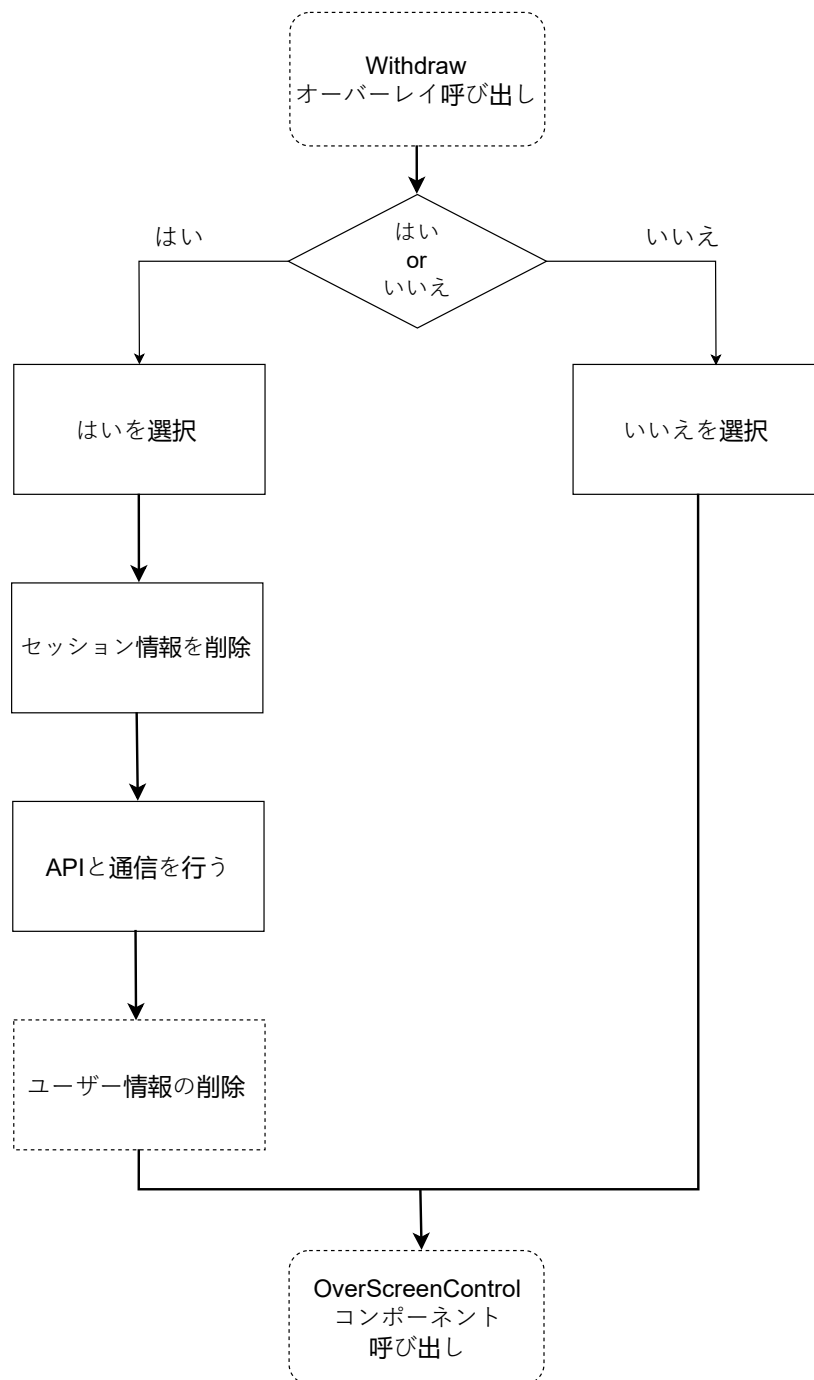 Withdraw
オーバーレイ呼び出し
はい
はい
or
いいえ
いいえ
はいを選択
いいえを選択
セッション情報を削除
APIと通信を行う
ユーザー情報の削除
OverScreenControl
コンポーネント
呼び出し